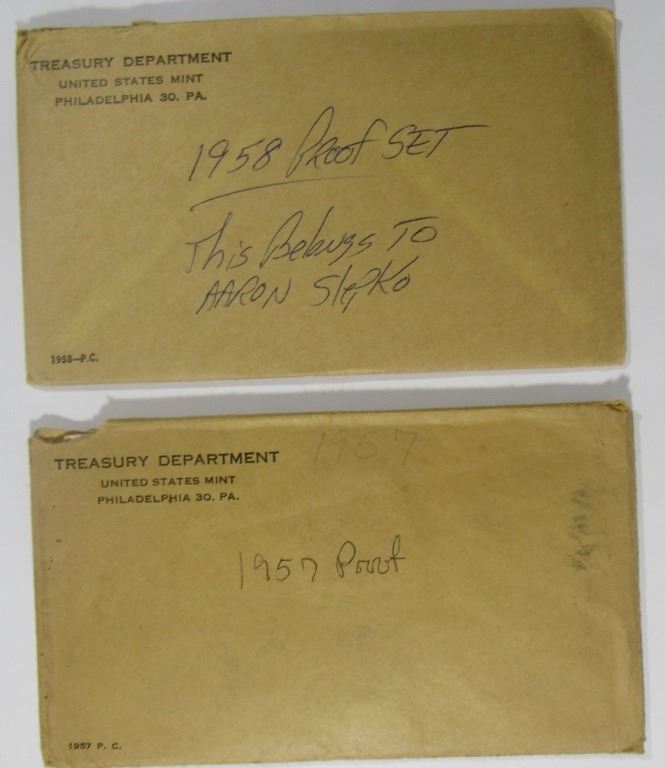 TREASURY DEPARTMENT
UNITED STATES MINT
PHILADELPHIA 30, PA.
1958 Proof SET
This Belongs To
AARON Slepko
1958—P.C.
1957
TREASURY DEPARTMENT
UNITED STATES MINT
PHILADELPHIA 30, PA.
1957 Proof
1957 P. C.